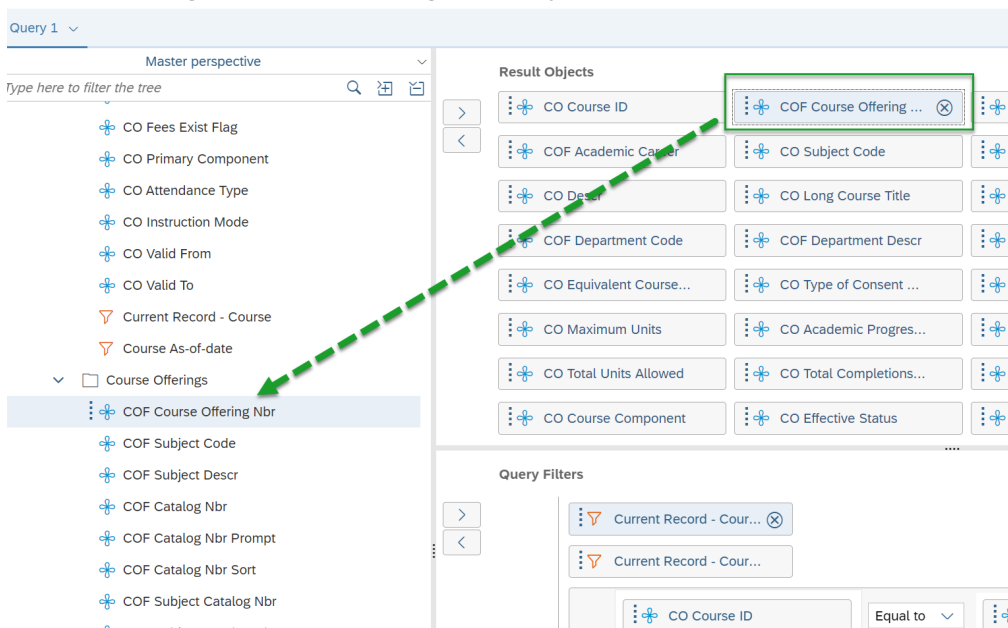 Query 1
Master perspective
Type here to filter the tree
CO Fees Exist Flag
CO Primary Component
CO Attendance Type
CO Instruction Mode
CO Valid From
CO Valid To
Current Record - Course
Course As-of-date
Course Offerings
COF Course Offering Nbr
COF Subject Code
COF Subject Descr
COF Catalog Nbr
COF Catalog Nbr Prompt
COF Catalog Nbr Sort
COF Subject Catalog Nbr
Result Objects
CO Course ID
COF Course Offering ...
COF Academic Career
CO Subject Code
CO Descr
CO Long Course Title
COF Department Code
COF Department Descr
CO Equivalent Course...
CO Type of Consent ...
CO Maximum Units
CO Academic Progres...
CO Total Units Allowed
CO Total Completions...
CO Course Component
CO Effective Status
Query Filters
Current Record - Cour...
Current Record - Cour...
CO Course ID
Equal to